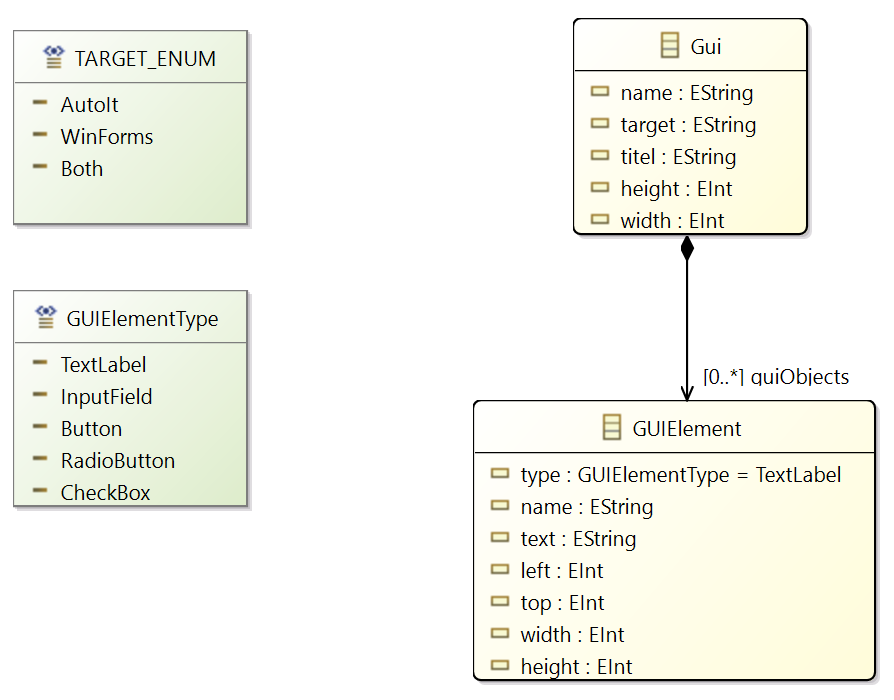 TARGET_ENUM
AutoIt
WinForms
Both
Gui
name : EString
target : EString
titel : EString
height : EInt
width : EInt
GUIElementType
TextLabel
InputField
Button
RadioButton
CheckBox
[0..*] guiObjects
GUIElement
type : GUIElementType = TextLabel
name : EString
text : EString
left : EInt
top : EInt
width : EInt
height : EInt